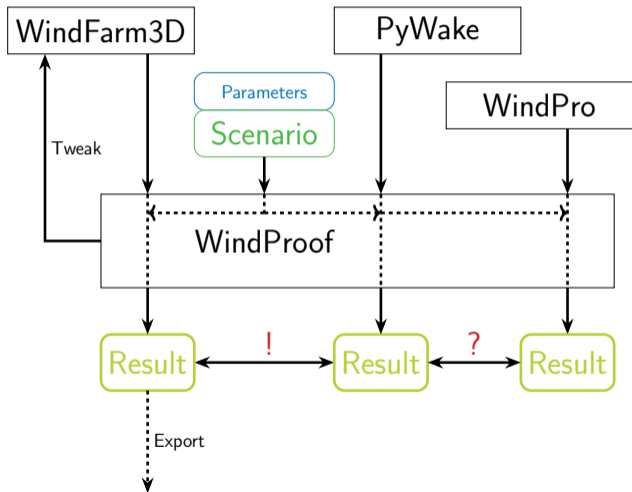 WindFarm3D
PyWake
Parameters
WindPro
Scenario
Tweak
WindProof
!
?
Result
Result
Result
Export